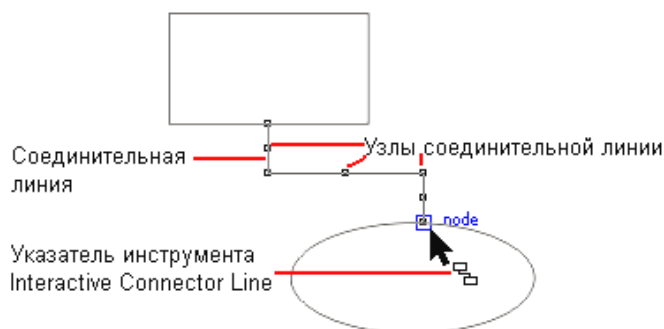 Соединительная
линия
Узлы соединительной линии
node
Указатель инструмента
Interactive Connector Line